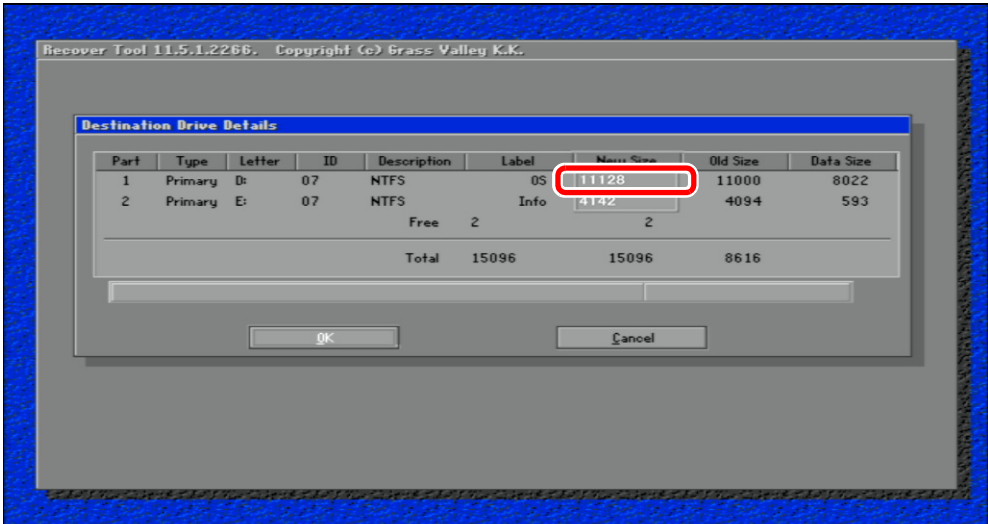 Recover Tool 11.5.1.2266. Copyright (c) Grass Valley K.K.
Destination Drive Details
Part Type Letter ID Description Label New Size Old Size Data Size
1 Primary D: 07 NTFS OS 11128 11000 8022
2 Primary E: 07 NTFS Info 4142 4094 593
Free 2 2
Total 15096 15096 8616
OK Cancel